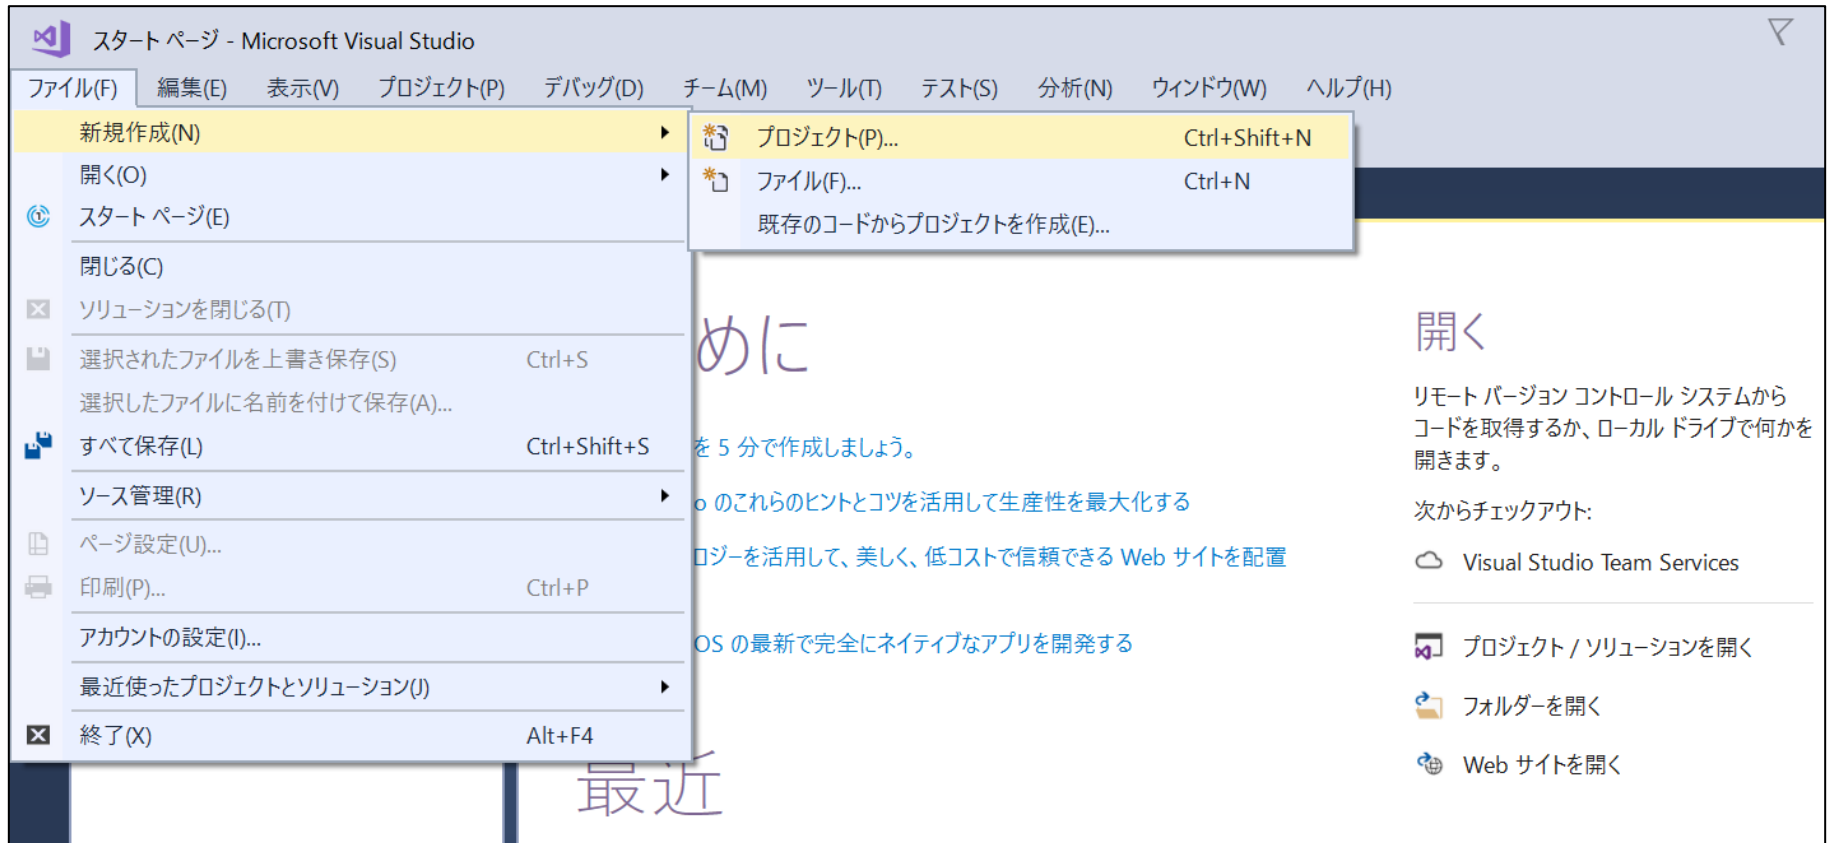 スタート ページ - Microsoft Visual Studio
ファイル(F) 編集(E) 表示(V) プロジェクト(P) デバッグ(D) チーム(M) ツール(T) テスト(S) 分析(N) ウィンドウ(W) ヘルプ(H)
新規作成(N)
開く(O)
スタート ページ(E)
閉じる(C)
ソリューションを閉じる(T)
選択されたファイルを上書き保存(S) Ctrl+S
選択したファイルに名前を付けて保存(A)...
すべて保存(L) Ctrl+Shift+S
ソース管理(R)
ページ設定(U)...
印刷(P)... Ctrl+P
アカウントの設定(I)...
最近使ったプロジェクトとソリューション(J)
終了(X) Alt+F4
プロジェクト(P)... Ctrl+Shift+N
ファイル(F)... Ctrl+N
既存のコードからプロジェクトを作成(E)...
めに
を 5 分で作成しましょう。
o のこれらのヒントとコツを活用して生産性を最大化する
ロジーを活用して、美しく、低コストで信頼できる Web サイトを配置
OS の最新で完全にネイティブなアプリを開発する
最近
開く
リモート バージョン コントロール システムから
コードを取得するか、ローカル ドライブで何かを
開きます。
次からチェックアウト:
Visual Studio Team Services
プロジェクト / ソリューションを開く
フォルダーを開く
Web サイトを開く